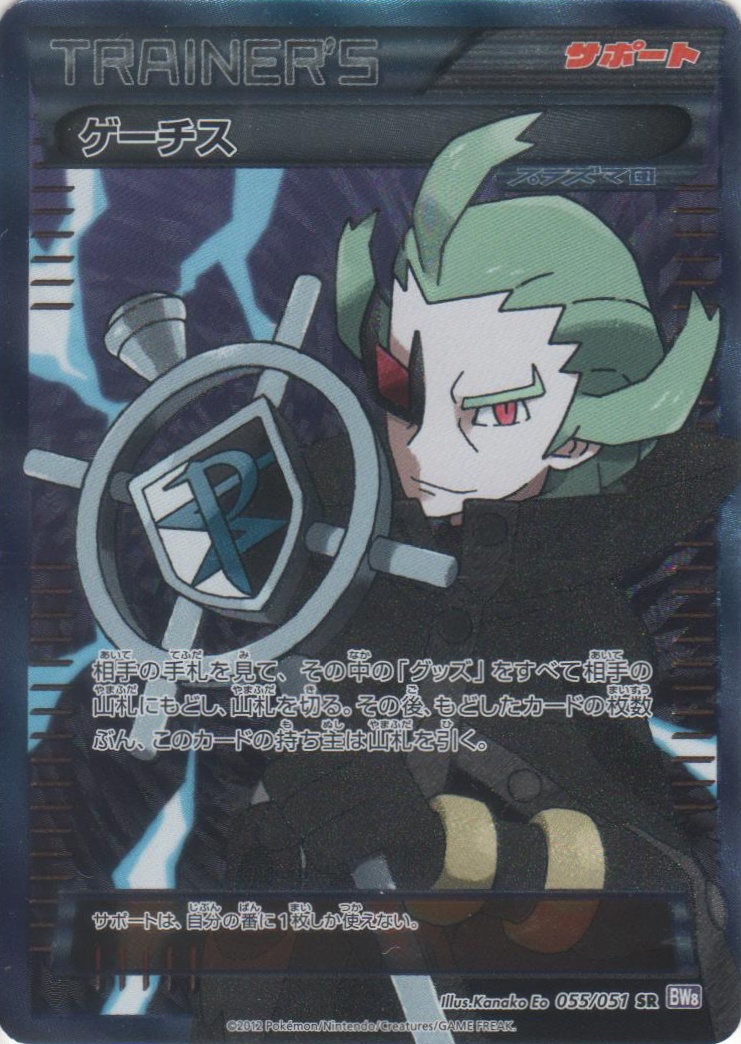 TRAINER'S
サポート
ゲーチス
プラズマ団
相手の手札を見て、その中の「グッズ」をすべて相手の
山札にもどし、山札を切る。その後、もどしたカードの枚数
ぶん、このカードの持ち主は山札を引く。
サポートは、自分の番に1枚しか使えない。
Illus.Kanako Eo 055/051 SR BW8
©2012 Pokémon/Nintendo/Creatures/GAME FREAK.